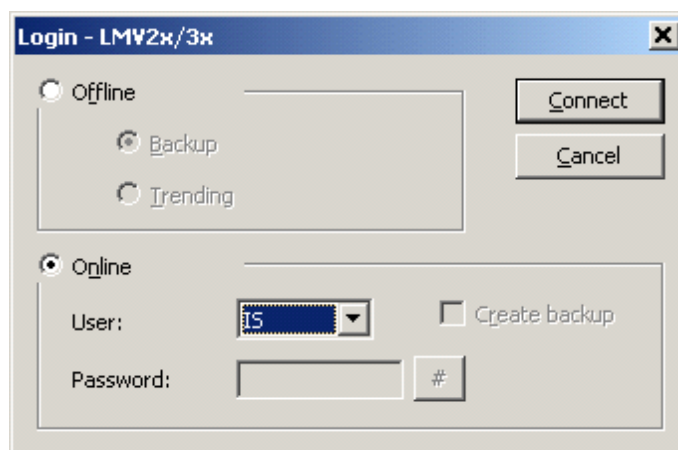 Login - LMV2x/3x
Offline
Connect
Backup
Cancel
Trending
Online
User:
IS
Create backup
Password:
#